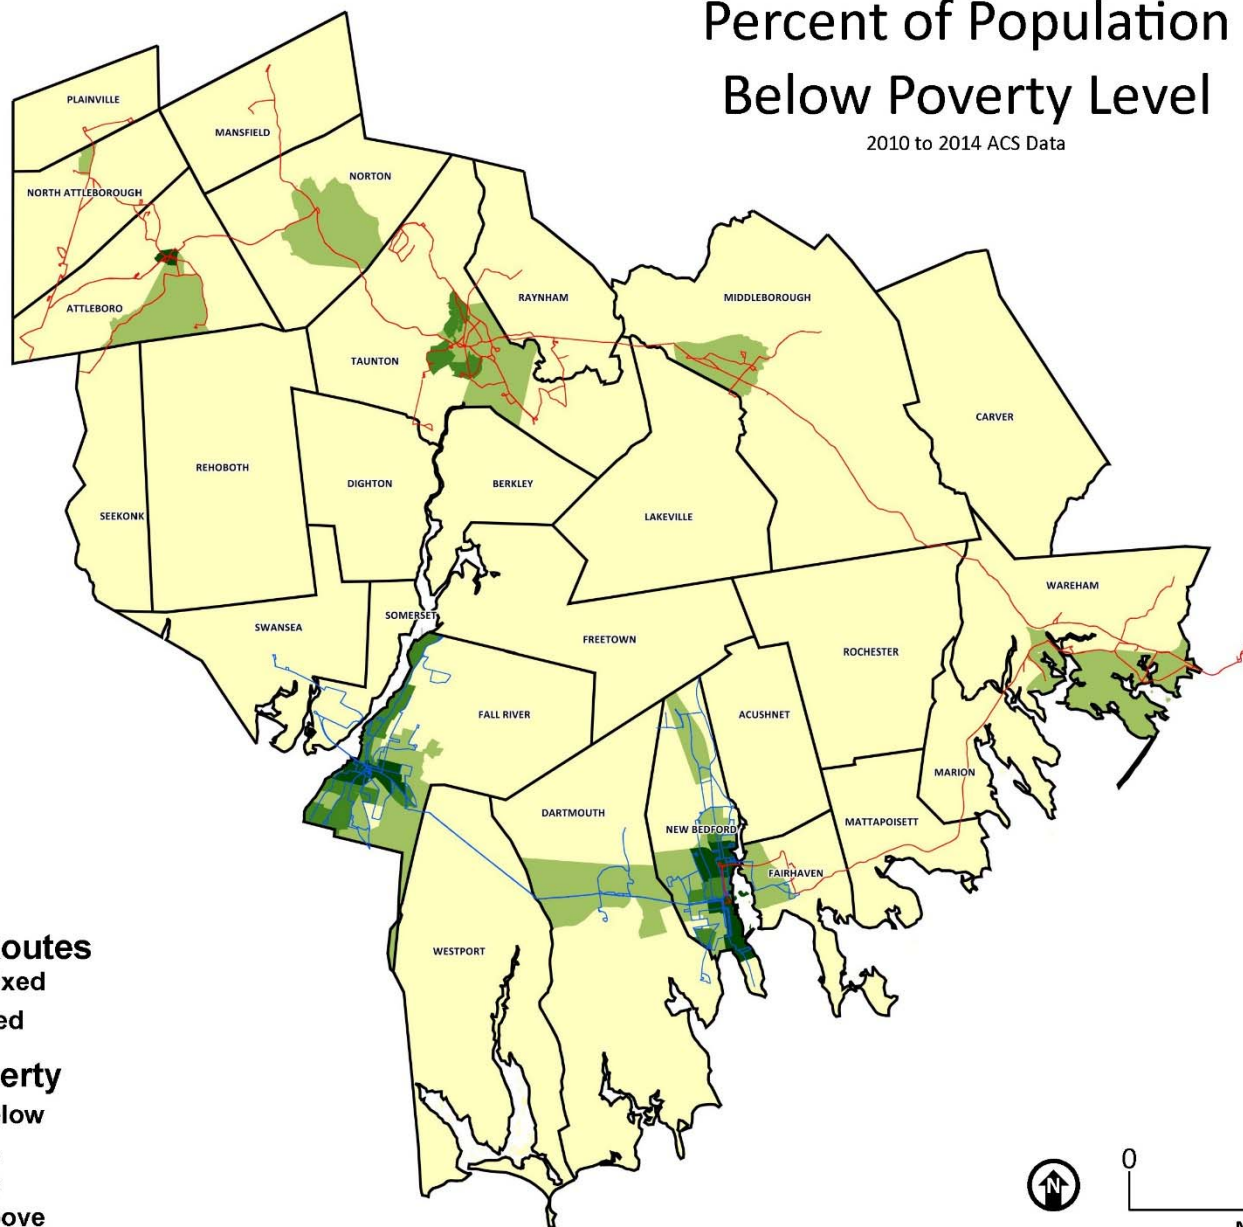 Percent of Population
Below Poverty Level
2010 to 2014 ACS Data
PLAINVILLE
MANSFIELD
NORTH ATTLEBOROUGH
NORTON
ATTLEBORO
RAYNHAM
MIDDLEBOROUGH
TAUNTON
CARVER
REHOBOTH
DIGHTON
BERKLEY
SEEKONK
LAKEVILLE
WAREHAM
SWANSEA
SOMERSET
FREETOWN
ROCHESTER
FALL RIVER
ACUSHNET
MARION
DARTMOUTH
MATTAPOISETT
NEW BEDFORD
FAIRHAVEN
WESTPORT
outes
xed
ed
erty
low
ove
N
0